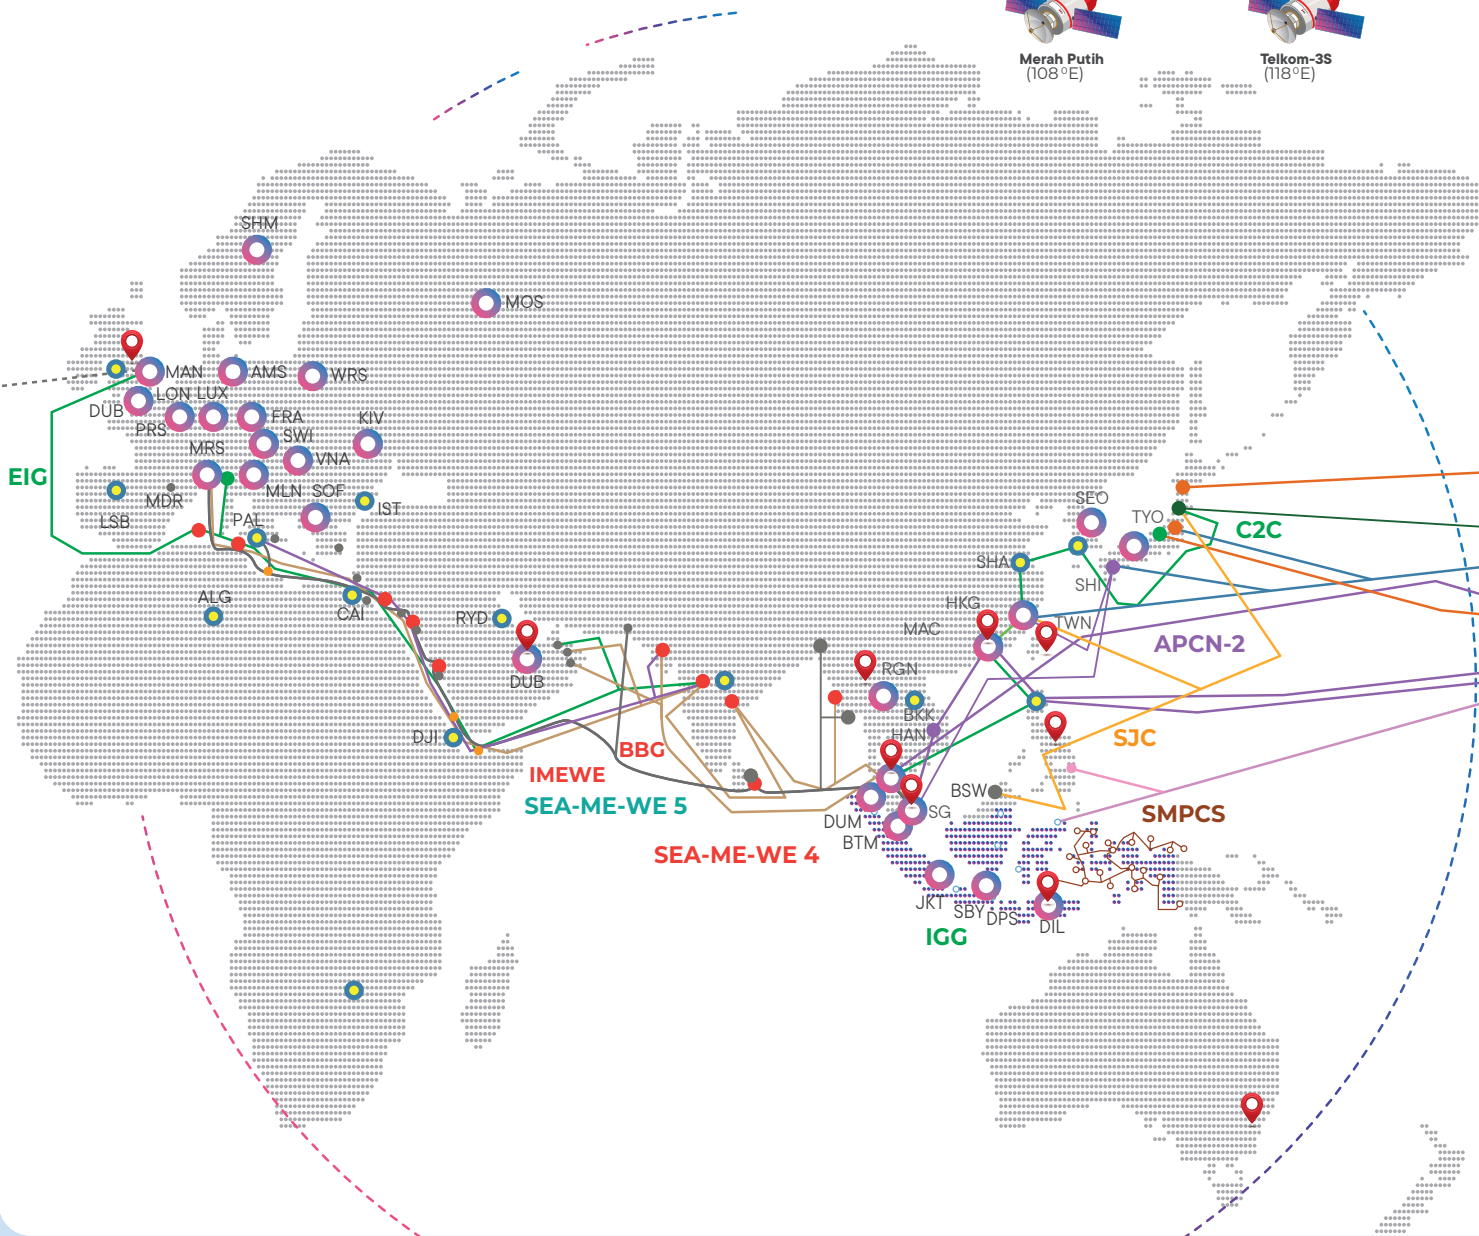 Merah Putih
(108°E)
Telkom-3S
(118°E)
SHM
MOS
MAN
AMS
WRS
LON
LUX
DUB
PRS
FRA
KIV
SWI
MRS
VNA
EIG
MDR
MLN
SOF
IST
LSB
PAL
SEO
TYO
C2C
SHA
SHI
ALG
CAI
RYD
HKG
MAC
TWN
APCN-2
DUB
RGN
BKK
HAN
DJI
BBG
SJC
IMEWE
SEA-ME-WE 5
BSW
SG
SMPCS
DUM
BTM
SEA-ME-WE 4
JKT
SBY
DPS
DIL
IGG